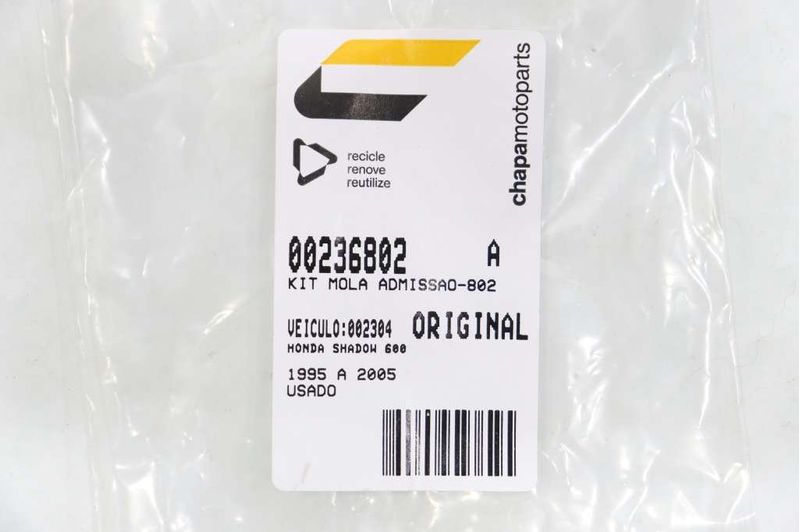 chapamotoparts
recicle
renove
reutilize
00236802 A
KIT MOLA ADMISSAO-802
VEICULO:002304 ORIGINAL
HONDA SHADOW 600
1995 A 2005
USADO